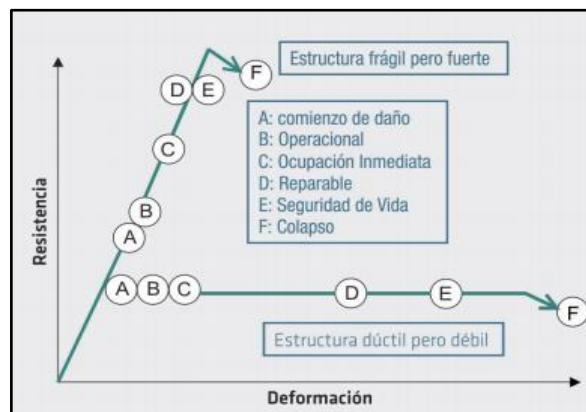 Estructura frágil pero fuerte
F
D E
A: comienzo de daño
B: Operacional
C: Ocupación Inmediata
D: Reparable
E: Seguridad de Vida
F: Colapso
C
B
A
Resistencia
A B C D E F
Estructura dúctil pero débil
Deformación